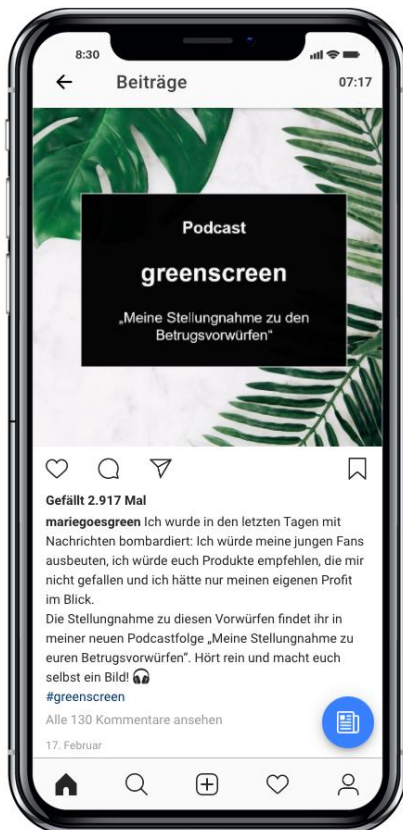 8:30
Beiträge
07:17
Podcast
greenscreen
„Meine Stellungnahme zu den
Betrugsvorwürfen“
Gefällt 2.917 Mal
mariegoesgreen Ich wurde in den letzten Tagen mit
Nachrichten bombardiert: Ich würde meine jungen Fans
ausbeuten, ich würde euch Produkte empfehlen, die mir
nicht gefallen und ich hätte nur meinen eigenen Profit
im Blick.
Die Stellungnahme zu diesen Vorwürfen findet ihr in
meiner neuen Podcastfolge „Meine Stellungnahme zu
euren Betrugsvorwürfen“. Hört rein und macht euch
selbst ein Bild! 🎧
#greenscreen
Alle 130 Kommentare ansehen
17. Februar